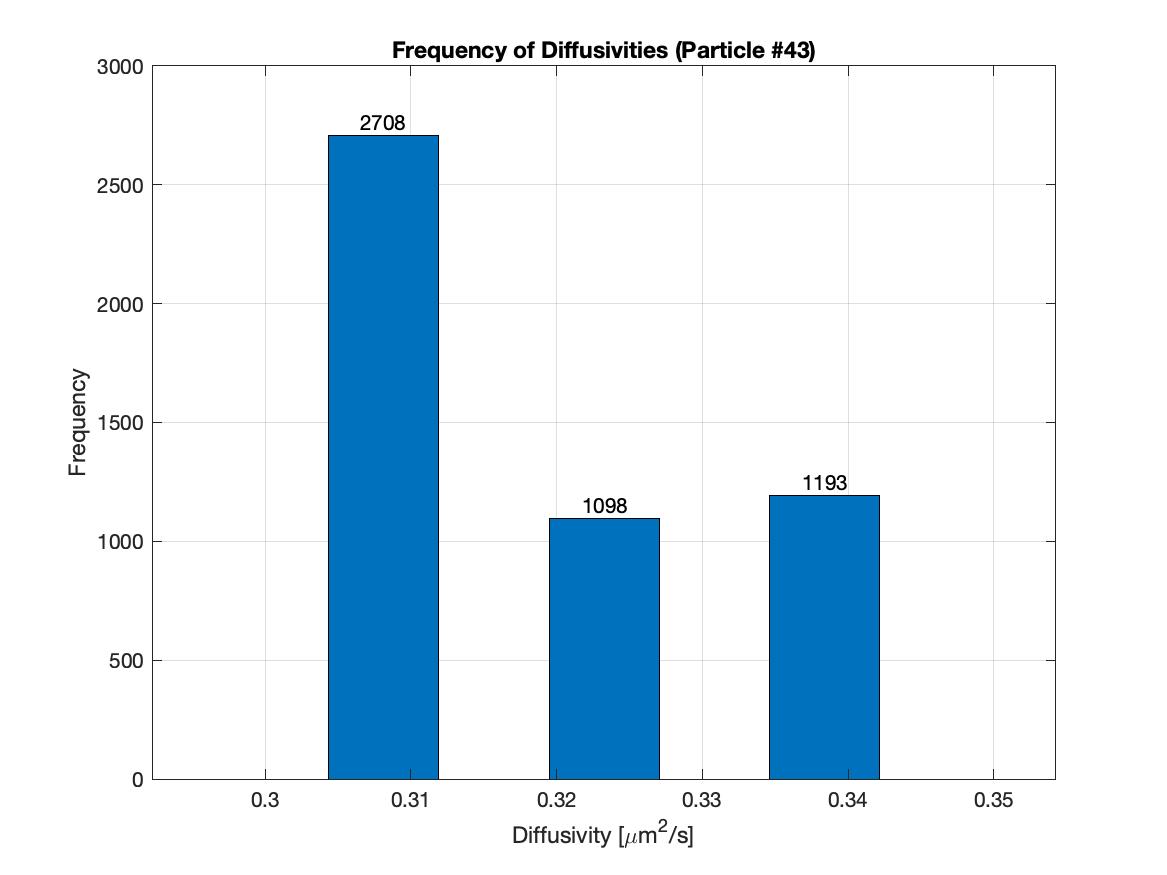 Frequency of Diffusivities (Particle #43)
3000
2500
2000
1500
1000
500
0
Frequency
2708
1098
1193
0.3 0.31 0.32 0.33 0.34 0.35
Diffusivity [μm²/s]